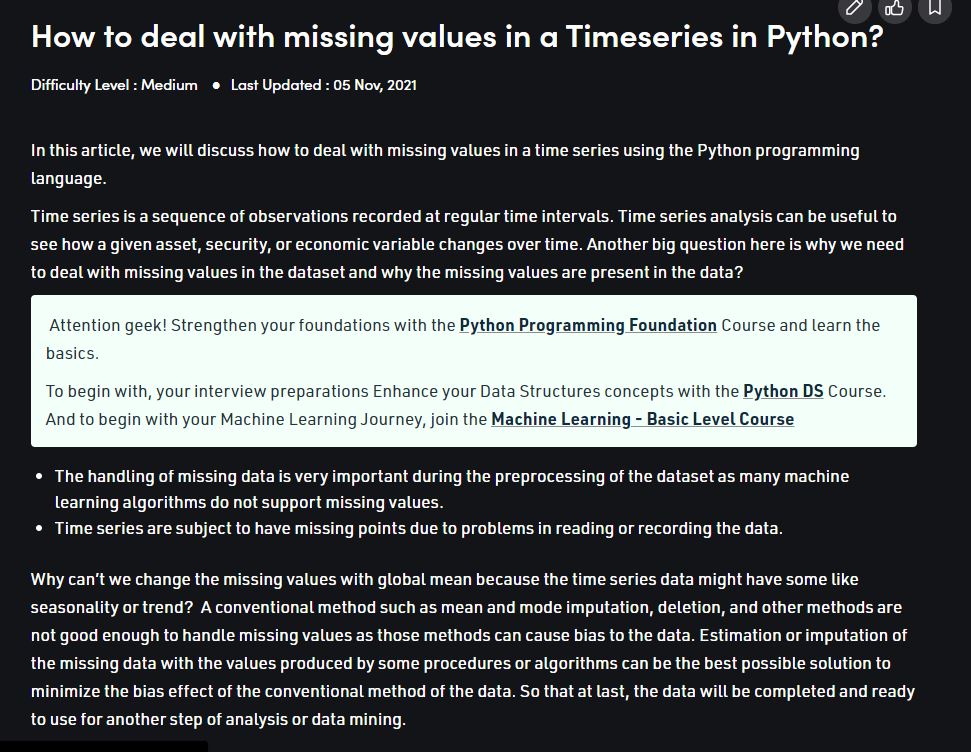 How to deal with missing values in a Timeseries in Python?
Difficulty Level : Medium ● Last Updated : 05 Nov, 2021
In this article, we will discuss how to deal with missing values in a time series using the Python programming
language.
Time series is a sequence of observations recorded at regular time intervals. Time series analysis can be useful to
see how a given asset, security, or economic variable changes over time. Another big question here is why we need
to deal with missing values in the dataset and why the missing values are present in the data?
Attention geek! Strengthen your foundations with the Python Programming Foundation Course and learn the
basics.
To begin with, your interview preparations Enhance your Data Structures concepts with the Python DS Course.
And to begin with your Machine Learning Journey, join the Machine Learning - Basic Level Course
• The handling of missing data is very important during the preprocessing of the dataset as many machine
learning algorithms do not support missing values.
• Time series are subject to have missing points due to problems in reading or recording the data.
Why can't we change the missing values with global mean because the time series data might have some like
seasonality or trend? A conventional method such as mean and mode imputation, deletion, and other methods are
not good enough to handle missing values as those methods can cause bias to the data. Estimation or imputation of
the missing data with the values produced by some procedures or algorithms can be the best possible solution to
minimize the bias effect of the conventional method of the data. So that at last, the data will be completed and ready
to use for another step of analysis or data mining.